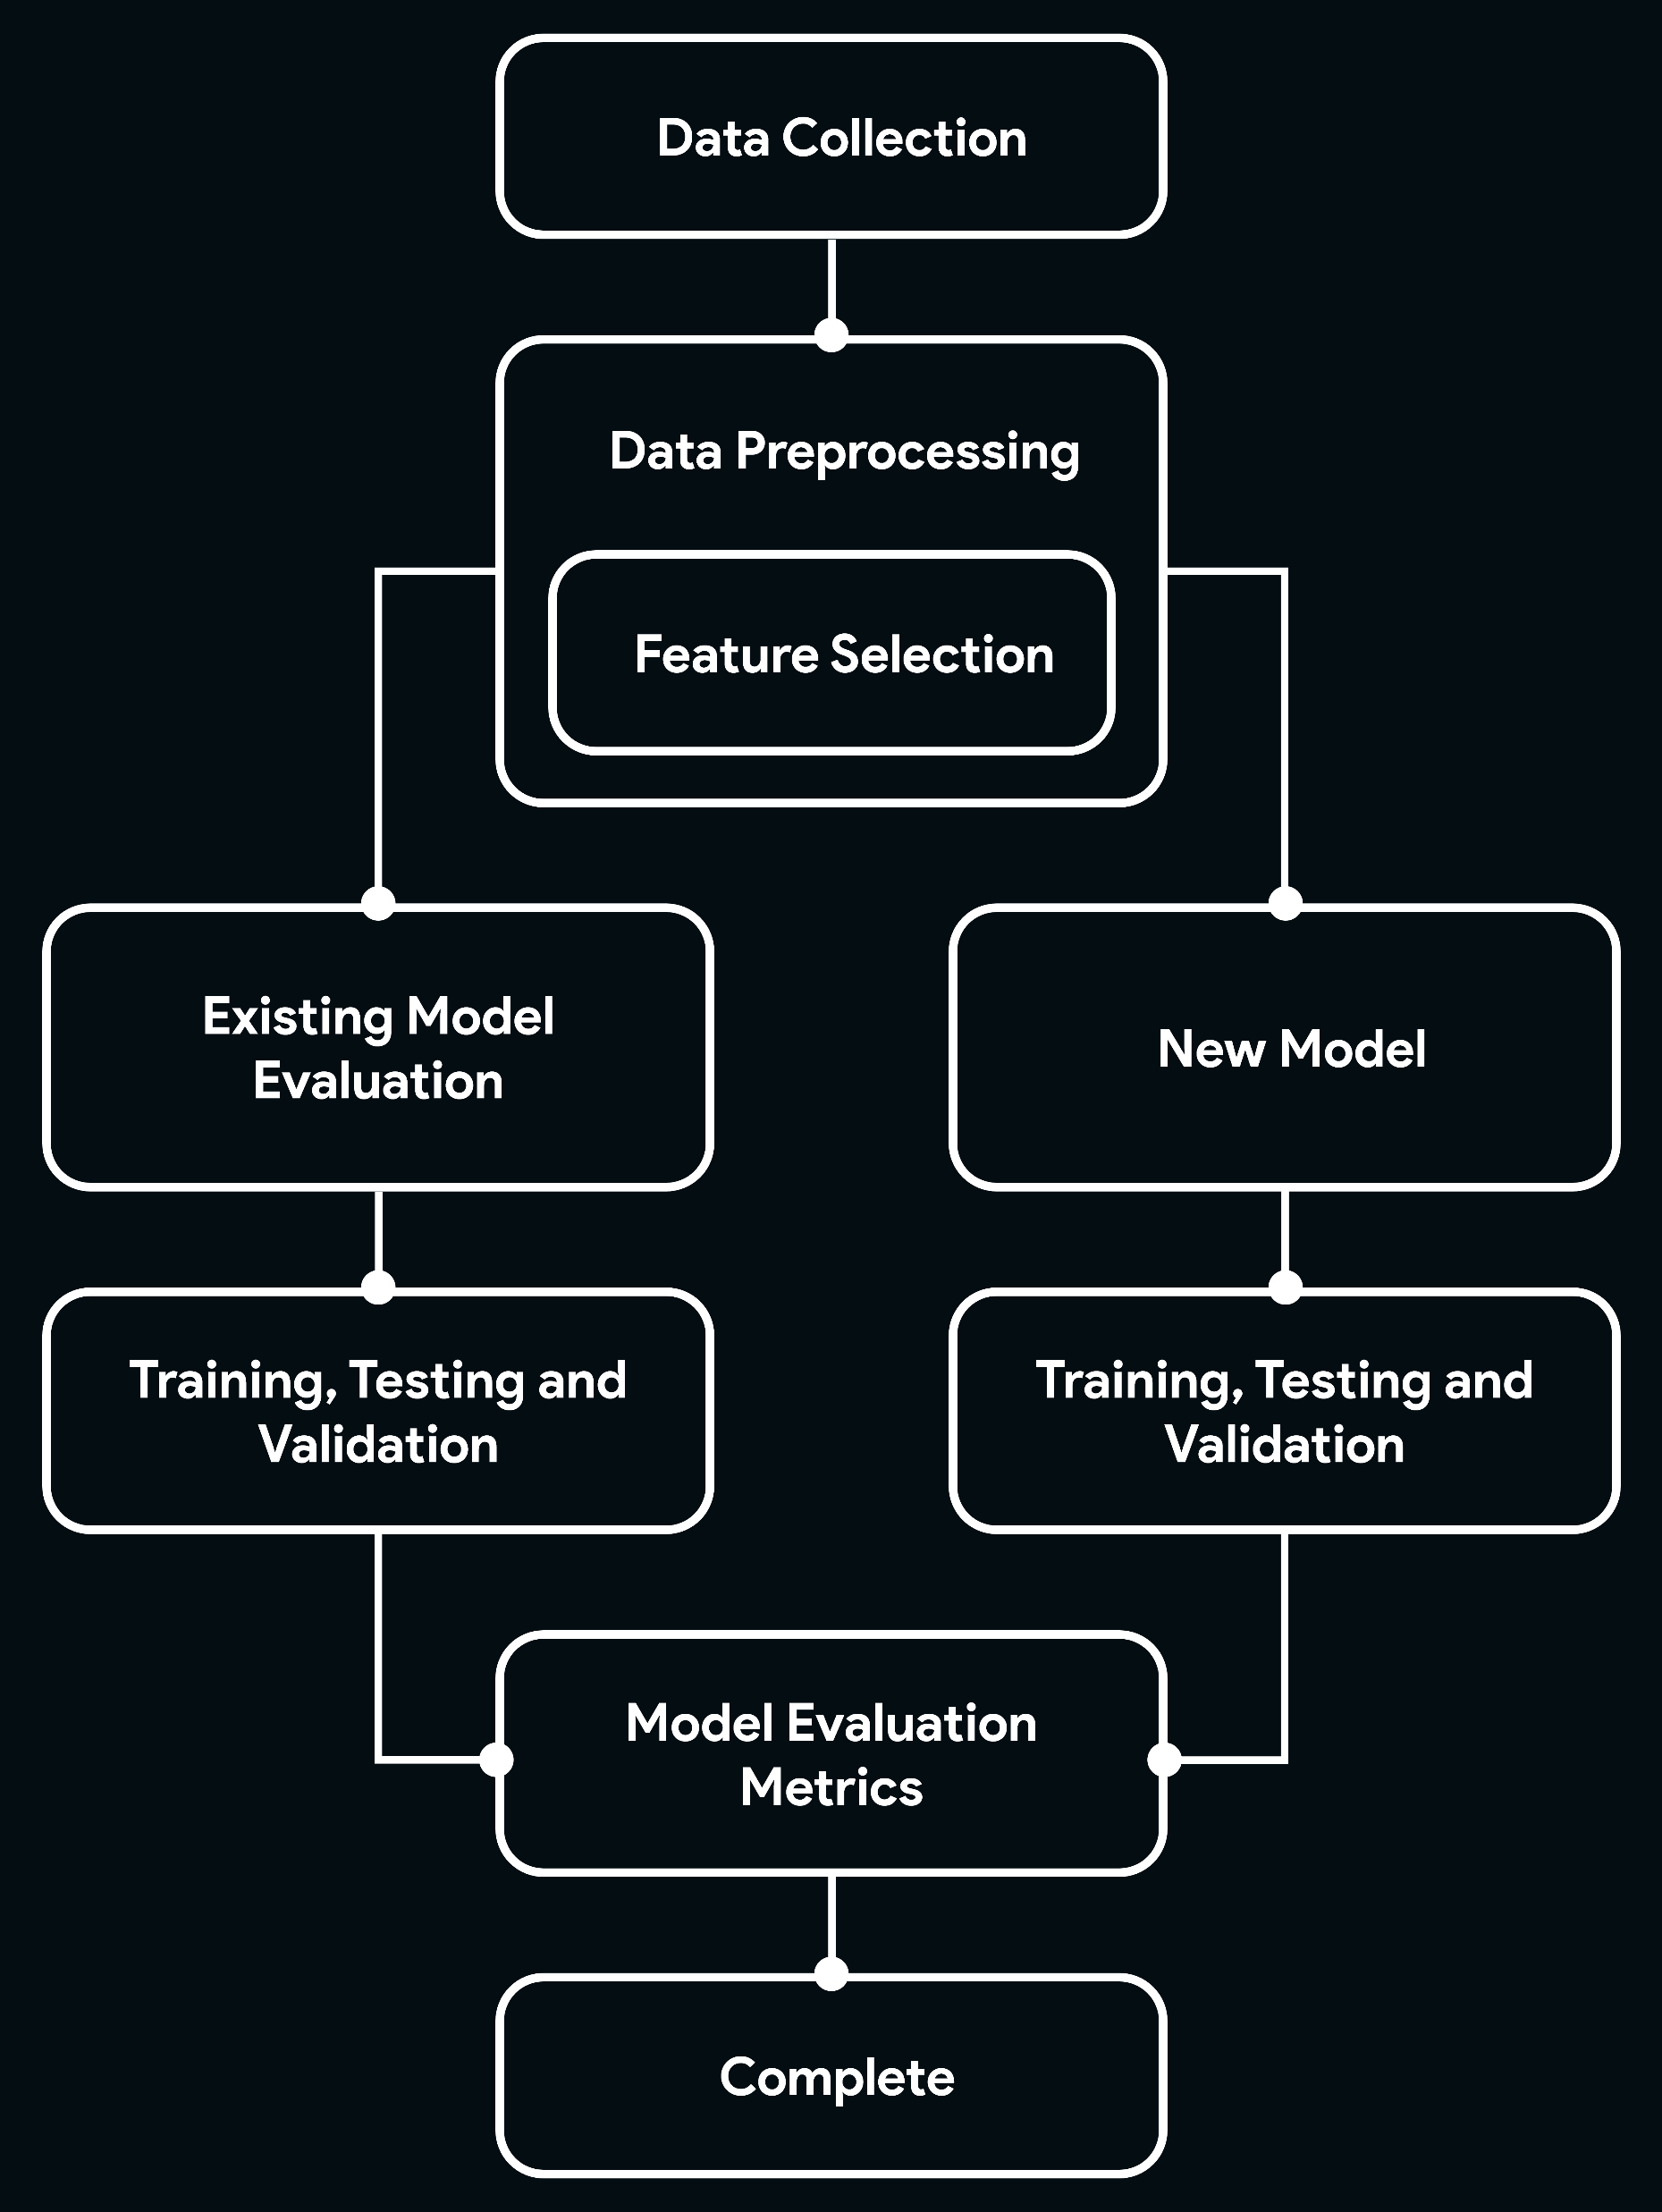 Data Collection
Data Preprocessing
Feature Selection
Existing Model
Evaluation
New Model
Training, Testing and
Validation
Training, Testing and
Validation
Model Evaluation
Metrics
Complete